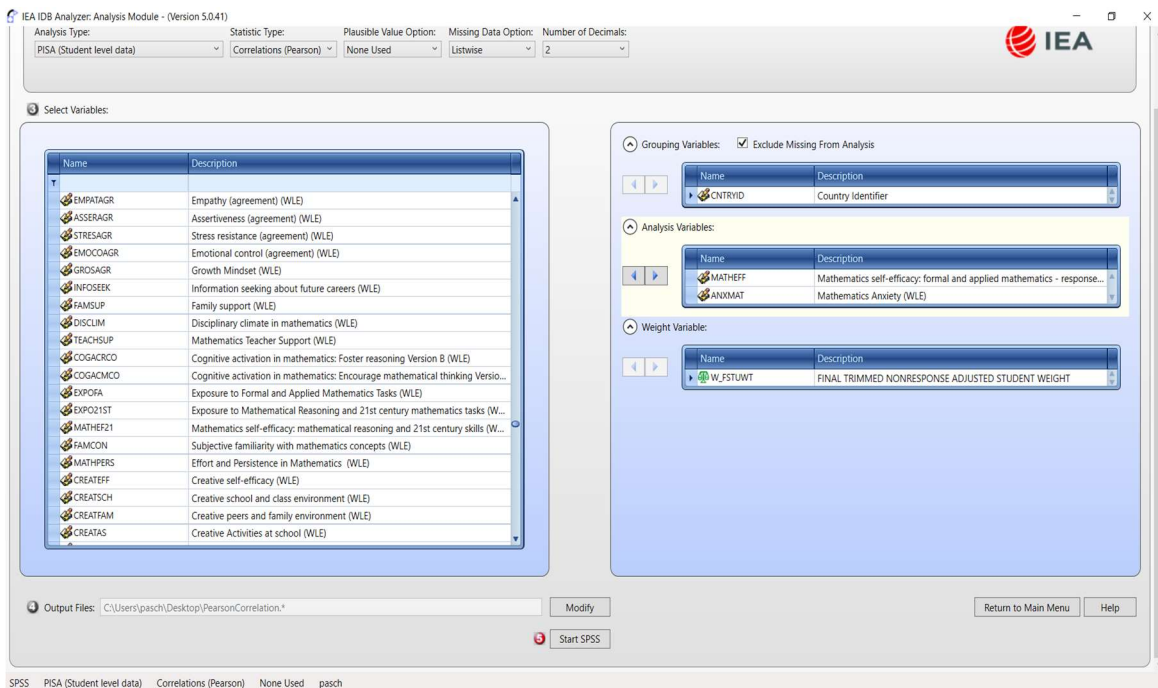 IEA IDB Analyzer: Analysis Module - (Version 5.0.41)
Analysis Type: Statistic Type: Plausible Value Option: Missing Data Option: Number of Decimals:
PISA (Student level data) Correlations (Pearson) None Used Listwise 2
IEA
3 Select Variables:
Name Description
EMPATAGR Empathy (agreement) (WLE)
ASSERAGR Assertiveness (agreement) (WLE)
STRESAGR Stress resistance (agreement) (WLE)
EMOCOAGR Emotional control (agreement) (WLE)
GROSAGR Growth Mindset (WLE)
INFOSEEK Information seeking about future careers (WLE)
FAMSUP Family support (WLE)
DISCLIM Disciplinary climate in mathematics (WLE)
TEACHSUP Mathematics Teacher Support (WLE)
COGACRCO Cognitive activation in mathematics: Foster reasoning Version B (WLE)
COGACMCO Cognitive activation in mathematics: Encourage mathematical thinking Versio...
EXPOFA Exposure to Formal and Applied Mathematics Tasks (WLE)
EXPO21ST Exposure to Mathematical Reasoning and 21st century mathematics tasks (W...
MATHEF21 Mathematics self-efficacy: mathematical reasoning and 21st century skills (W...
FAMCON Subjective familiarity with mathematics concepts (WLE)
MATHPERS Effort and Persistence in Mathematics (WLE)
CREATEFF Creative self-efficacy (WLE)
CREATSCH Creative school and class environment (WLE)
CREATFAM Creative peers and family environment (WLE)
CREATAS Creative Activities at school (WLE)
Grouping Variables: Exclude Missing From Analysis
Name Description
CNTRYID Country Identifier
Analysis Variables:
Name Description
MATHEFF Mathematics self-efficacy: formal and applied mathematics - response...
ANXMAT Mathematics Anxiety (WLE)
Weight Variable:
Name Description
W_FSTUWT FINAL TRIMMED NONRESPONSE ADJUSTED STUDENT WEIGHT
4 Output Files: C:\Users\pasch\Desktop\PearsonCorrelation.* Modify Return to Main Menu Help
5 Start SPSS
SPSS PISA (Student level data) Correlations (Pearson) None Used pasch